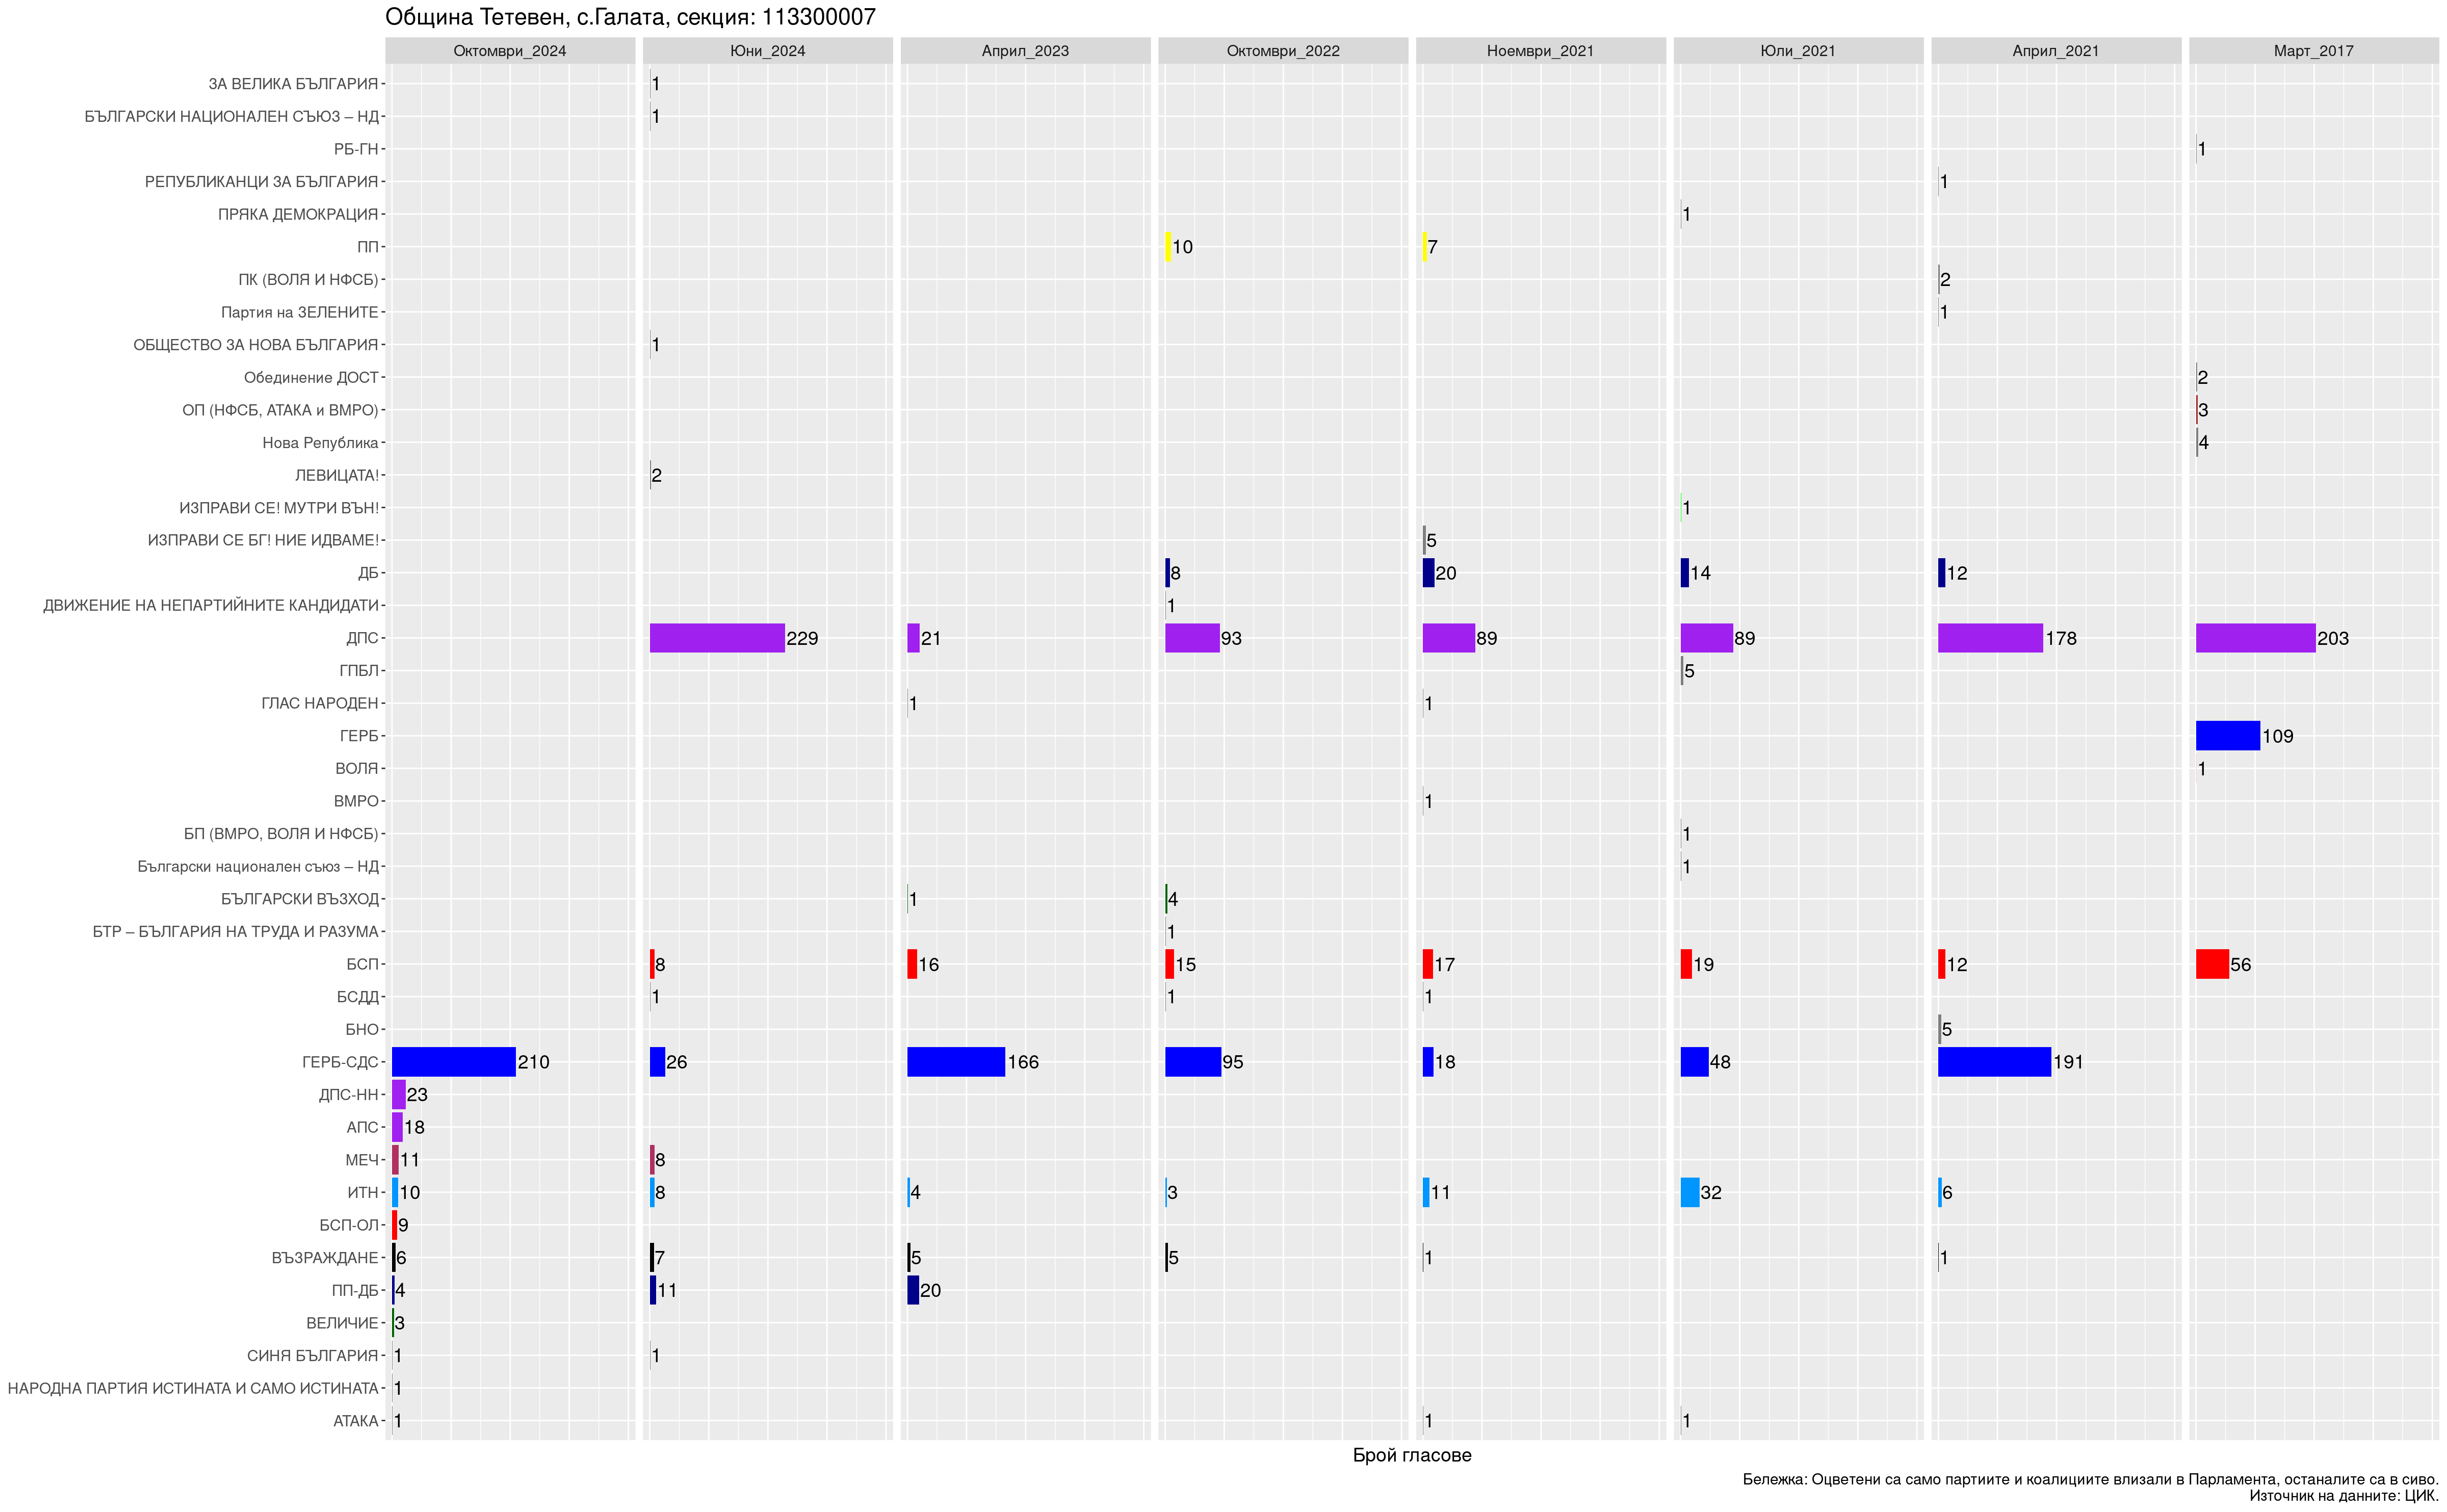 Община Тетевен, с.Галата, секция: 113300007
Октомври_2024 Юни_2024 Април_2023 Октомври_2022 Ноември_2021 Юли_2021 Април_2021 Март_2017
ЗА ВЕЛИКА БЪЛГАРИЯ 1
БЪЛГАРСКИ НАЦИОНАЛЕН СЪЮЗ – НД 1
РБ-ГН 1
РЕПУБЛИКАНЦИ ЗА БЪЛГАРИЯ 1
ПРЯКА ДЕМОКРАЦИЯ 1
ПП 10 7
ПК (ВОЛЯ И НФСБ) 2
Партия на ЗЕЛЕНИТЕ 1
ОБЩЕСТВО ЗА НОВА БЪЛГАРИЯ 1
Обединение ДОСТ 2
ОП (НФСБ, АТАКА и ВМРО) 3
Нова Република 4
ЛЕВИЦАТА! 2
ИЗПРАВИ СЕ! МУТРИ ВЪН! 1
ИЗПРАВИ СЕ БГ! НИЕ ИДВАМЕ! 5
ДБ 8 20 14 12
ДВИЖЕНИЕ НА НЕПАРТИЙНИТЕ КАНДИДАТИ 1
ДПС 229 21 93 89 89 178 203
ГПБЛ 5
ГЛАС НАРОДЕН 1 1
ГЕРБ 109
ВОЛЯ 1
ВМРО 1
БП (ВМРО, ВОЛЯ И НФСБ) 1
Български национален съюз – НД 1
БЪЛГАРСКИ ВЪЗХОД 1 4
БТР – БЪЛГАРИЯ НА ТРУДА И РАЗУМА 1
БСП 8 16 15 17 19 12 56
БСДД 1 1 1
БНО 5
ГЕРБ-СДС 210 26 166 95 18 48 191
ДПС-НН 23
АПС 18
МЕЧ 11 8
ИТН 10 8 4 3 11 32 6
БСП-ОЛ 9
ВЪЗРАЖДАНЕ 6 7 5 5 1 1
ПП-ДБ 4 11 20
ВЕЛИЧИЕ 3
СИНЯ БЪЛГАРИЯ 1 1
НАРОДНА ПАРТИЯ ИСТИНАТА И САМО ИСТИНАТА 1
АТАКА 1 1 1
Брой гласове
Бележка: Оцветени са само партиите и коалициите влизали в Парламента, останалите са в сиво.
Източник на данните: ЦИК.